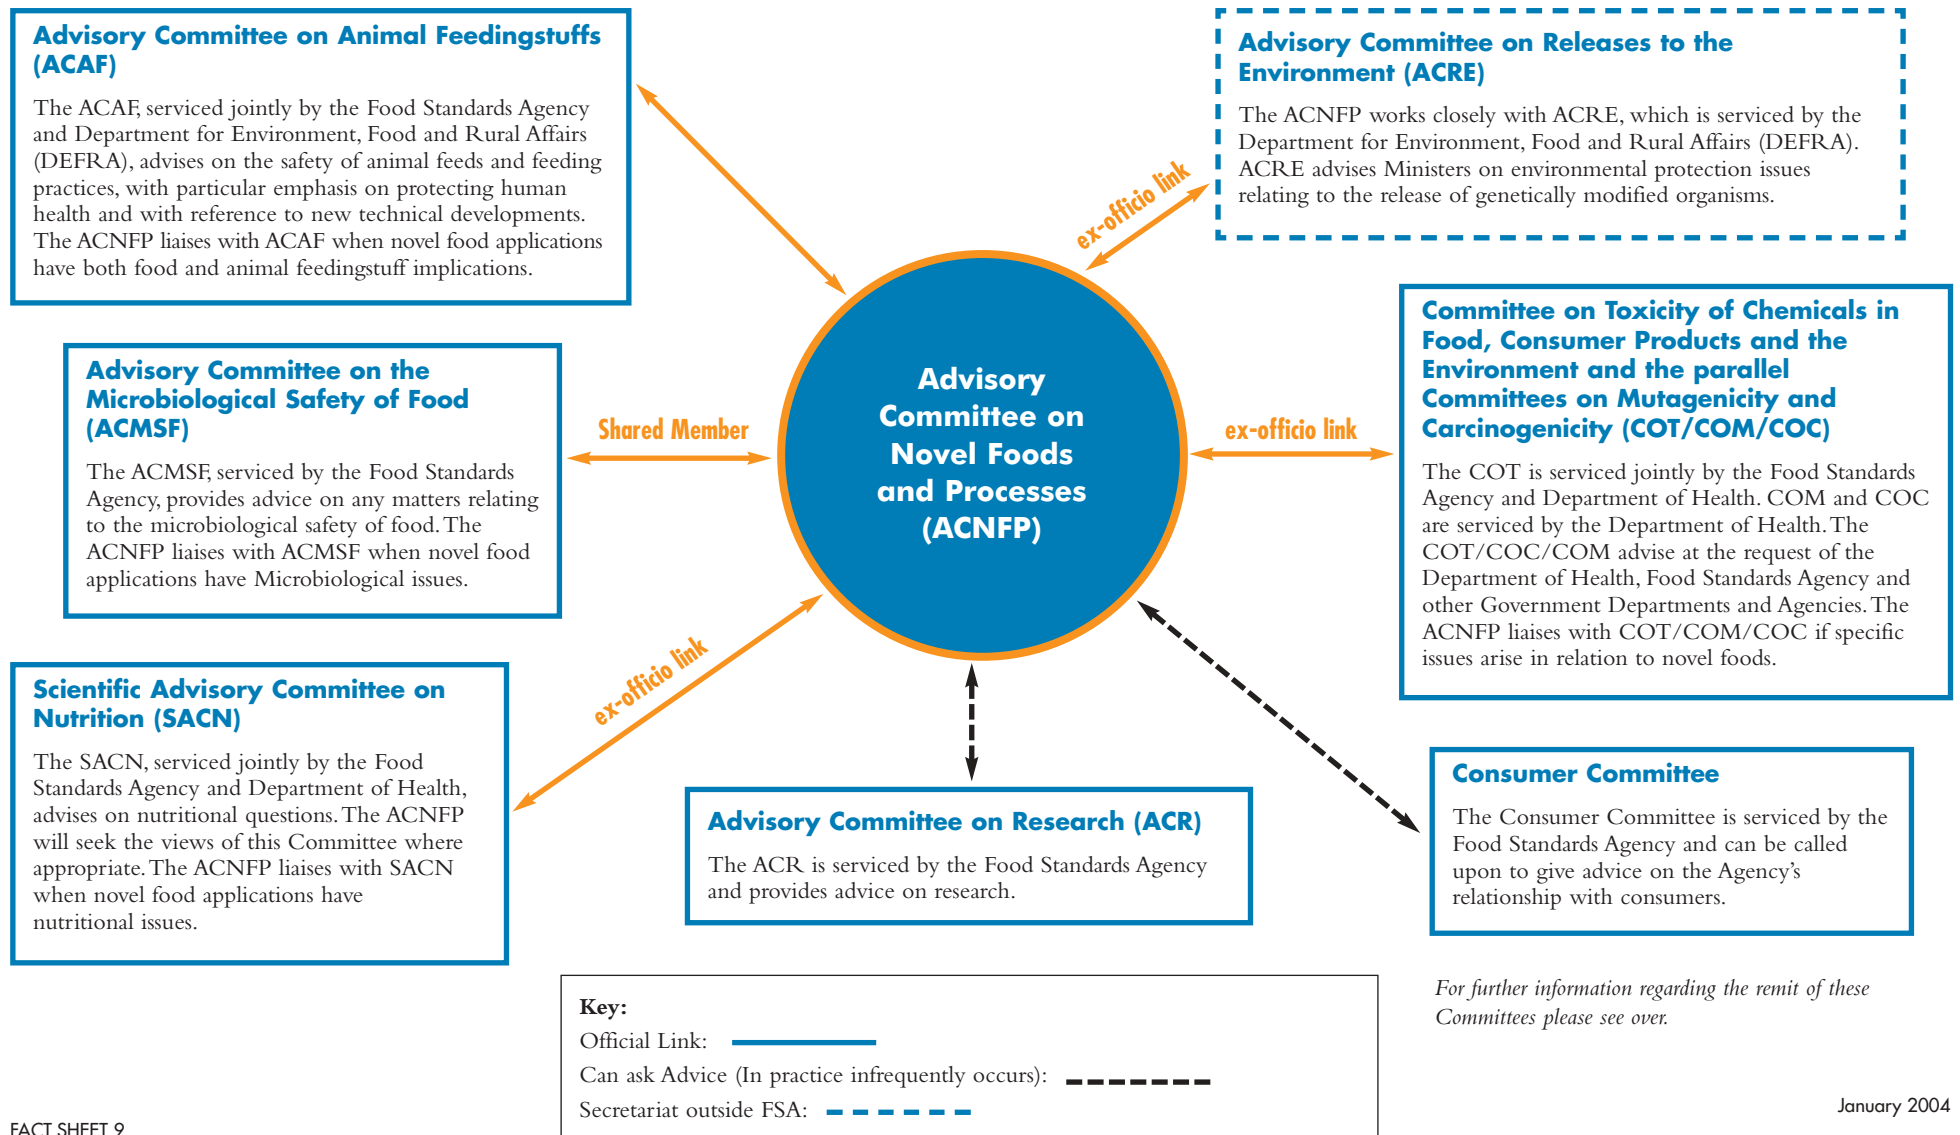 Advisory Committee on Animal Feedingstuffs
(ACAF)
The ACAF, serviced jointly by the Food Standards Agency
and Department for Environment, Food and Rural Affairs
(DEFRA), advises on the safety of animal feeds and feeding
practices, with particular emphasis on protecting human
health and with reference to new technical developments.
The ACNFP liaises with ACAF when novel food applications
have both food and animal feedingstuff implications.
Advisory Committee on Releases to the
Environment (ACRE)
The ACNFP works closely with ACRE, which is serviced by the
Department for Environment, Food and Rural Affairs (DEFRA).
ACRE advises Ministers on environmental protection issues
relating to the release of genetically modified organisms.
ex-officio link
Advisory Committee on the
Microbiological Safety of Food
(ACMSF)
The ACMSF, serviced by the Food Standards
Agency, provides advice on any matters relating
to the microbiological safety of food. The
ACNFP liaises with ACMSF when novel food
applications have Microbiological issues.
Shared Member
Advisory
Committee on
Novel Foods
and Processes
(ACNFP)
ex-officio link
Committee on Toxicity of Chemicals in
Food, Consumer Products and the
Environment and the parallel
Committees on Mutagenicity and
Carcinogenicity (COT/COM/COC)
The COT is serviced jointly by the Food Standards
Agency and Department of Health. COM and COC
are serviced by the Department of Health. The
COT/COC/COM advise at the request of the
Department of Health, Food Standards Agency and
other Government Departments and Agencies. The
ACNFP liaises with COT/COM/COC if specific
issues arise in relation to novel foods.
Scientific Advisory Committee on
Nutrition (SACN)
The SACN, serviced jointly by the Food
Standards Agency and Department of Health,
advises on nutritional questions. The ACNFP
will seek the views of this Committee where
appropriate. The ACNFP liaises with SACN
when novel food applications have
nutritional issues.
ex-officio link
Advisory Committee on Research (ACR)
The ACR is serviced by the Food Standards Agency
and provides advice on research.
Consumer Committee
The Consumer Committee is serviced by the
Food Standards Agency and can be called
upon to give advice on the Agency's
relationship with consumers.
For further information regarding the remit of these
Committees please see over.
Key:
Official Link:
Can ask Advice (In practice infrequently occurs):
Secretariat outside FSA:
January 2004
FACT SHEET 9